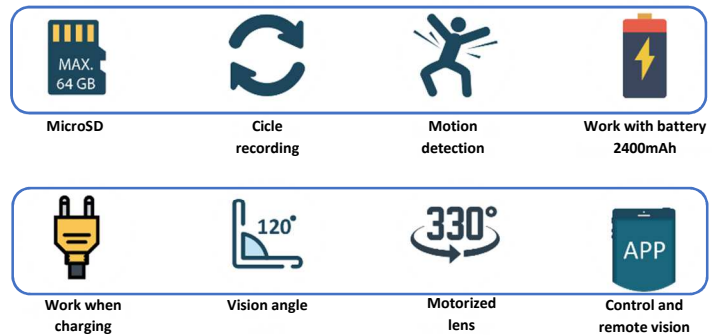 MAX.
64 GB
MicroSD
Cicle
recording
Motion
detection
Work with battery
2400mAh
120°
330°
APP
Work when
charging
Vision angle
Motorized
lens
Control and
remote vision